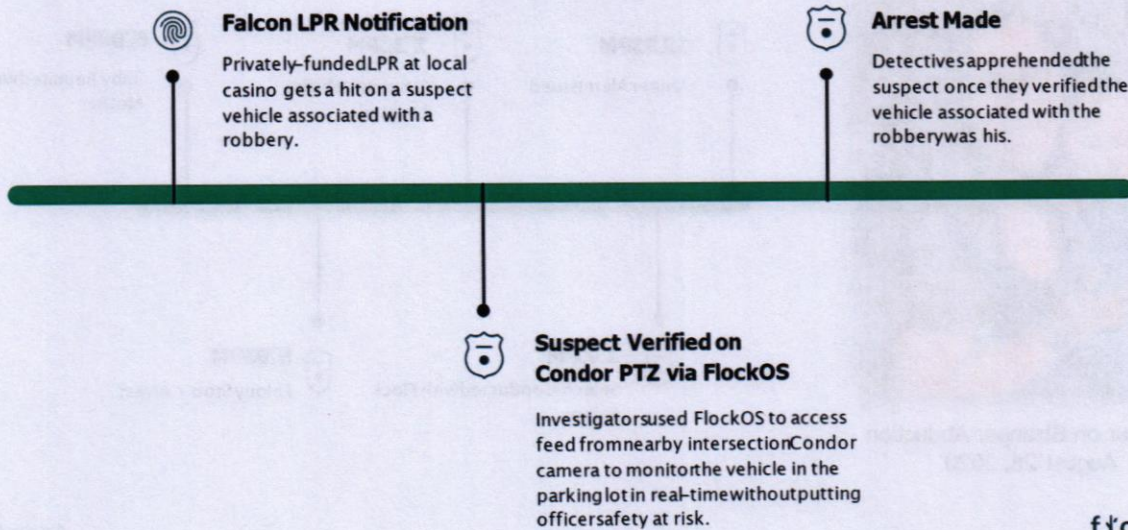 Falcon LPR Notification
Privately-fundedLPR at local
casino gets a hit on a suspect
vehicle associated with a
robbery.
Suspect Verified on
Condor PTZ via FlockOS
Investigatorsused FlockOS to access
feed from nearby intersectionCondor
camera to monitorthe vehicle in the
parkinglot in real-timewithoutputting
officersafety at risk.
Arrest Made
Detectivesapprehendedthe
suspect once they verifiedthe
vehicle associated with the
robberywas his.